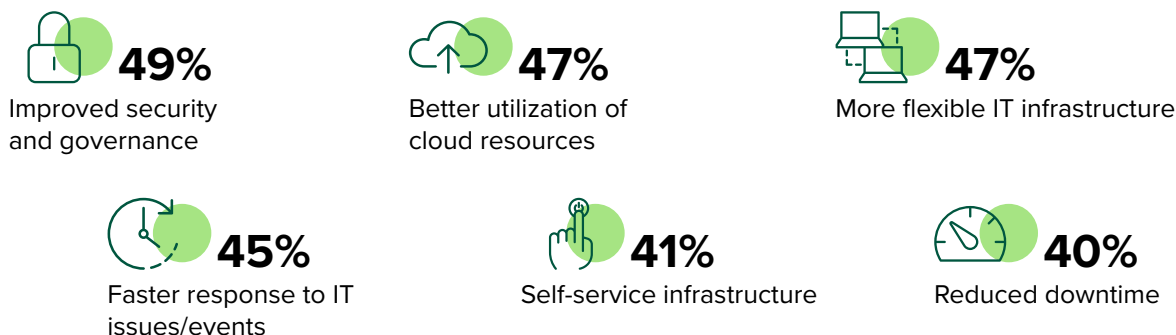 49%
Improved security
and governance
47%
Better utilization of
cloud resources
47%
More flexible IT infrastructure
45%
Faster response to IT
issues/events
41%
Self-service infrastructure
40%
Reduced downtime